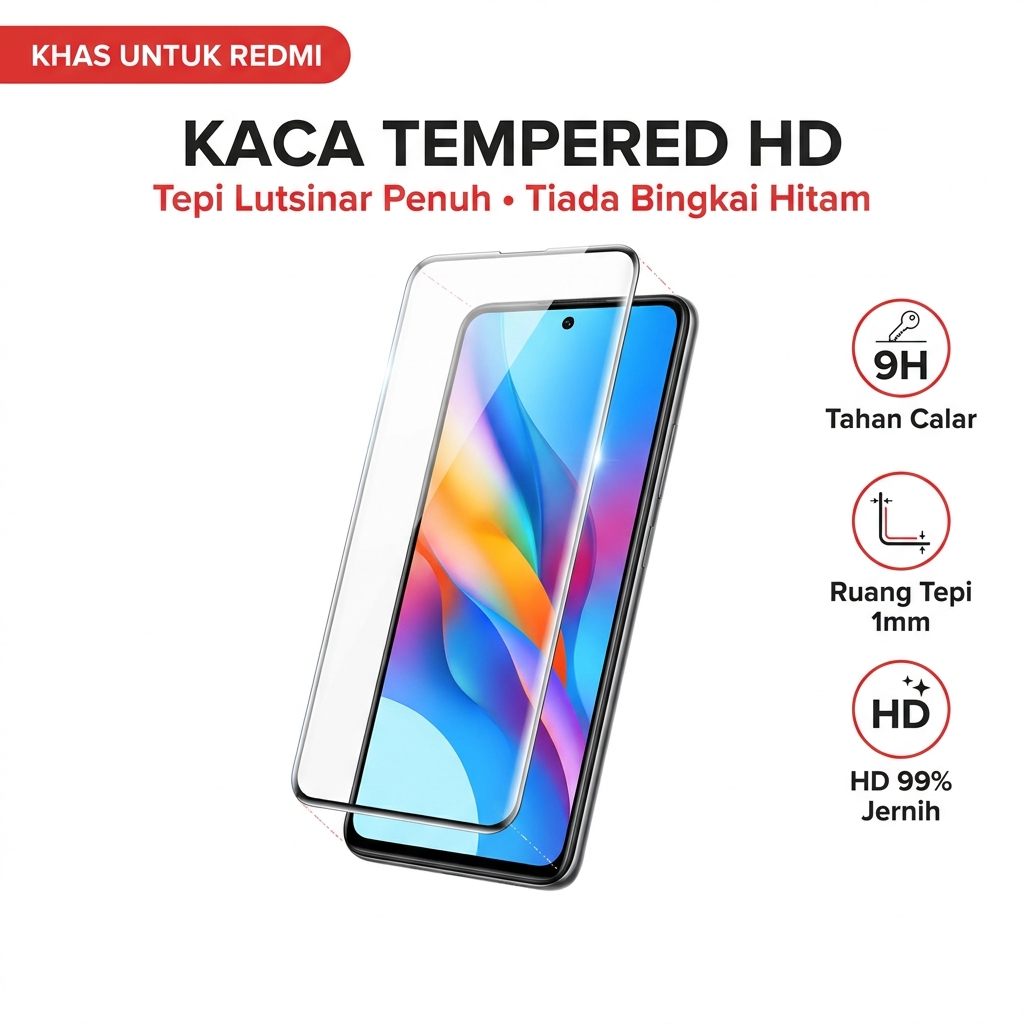 KHAS UNTUK REDMI
KACA TEMPERED HD
Tepi Lutsinar Penuh • Tiada Bingkai Hitam
9H
Tahan Calar
Ruang Tepi
1mm
HD
HD 99%
Jernih